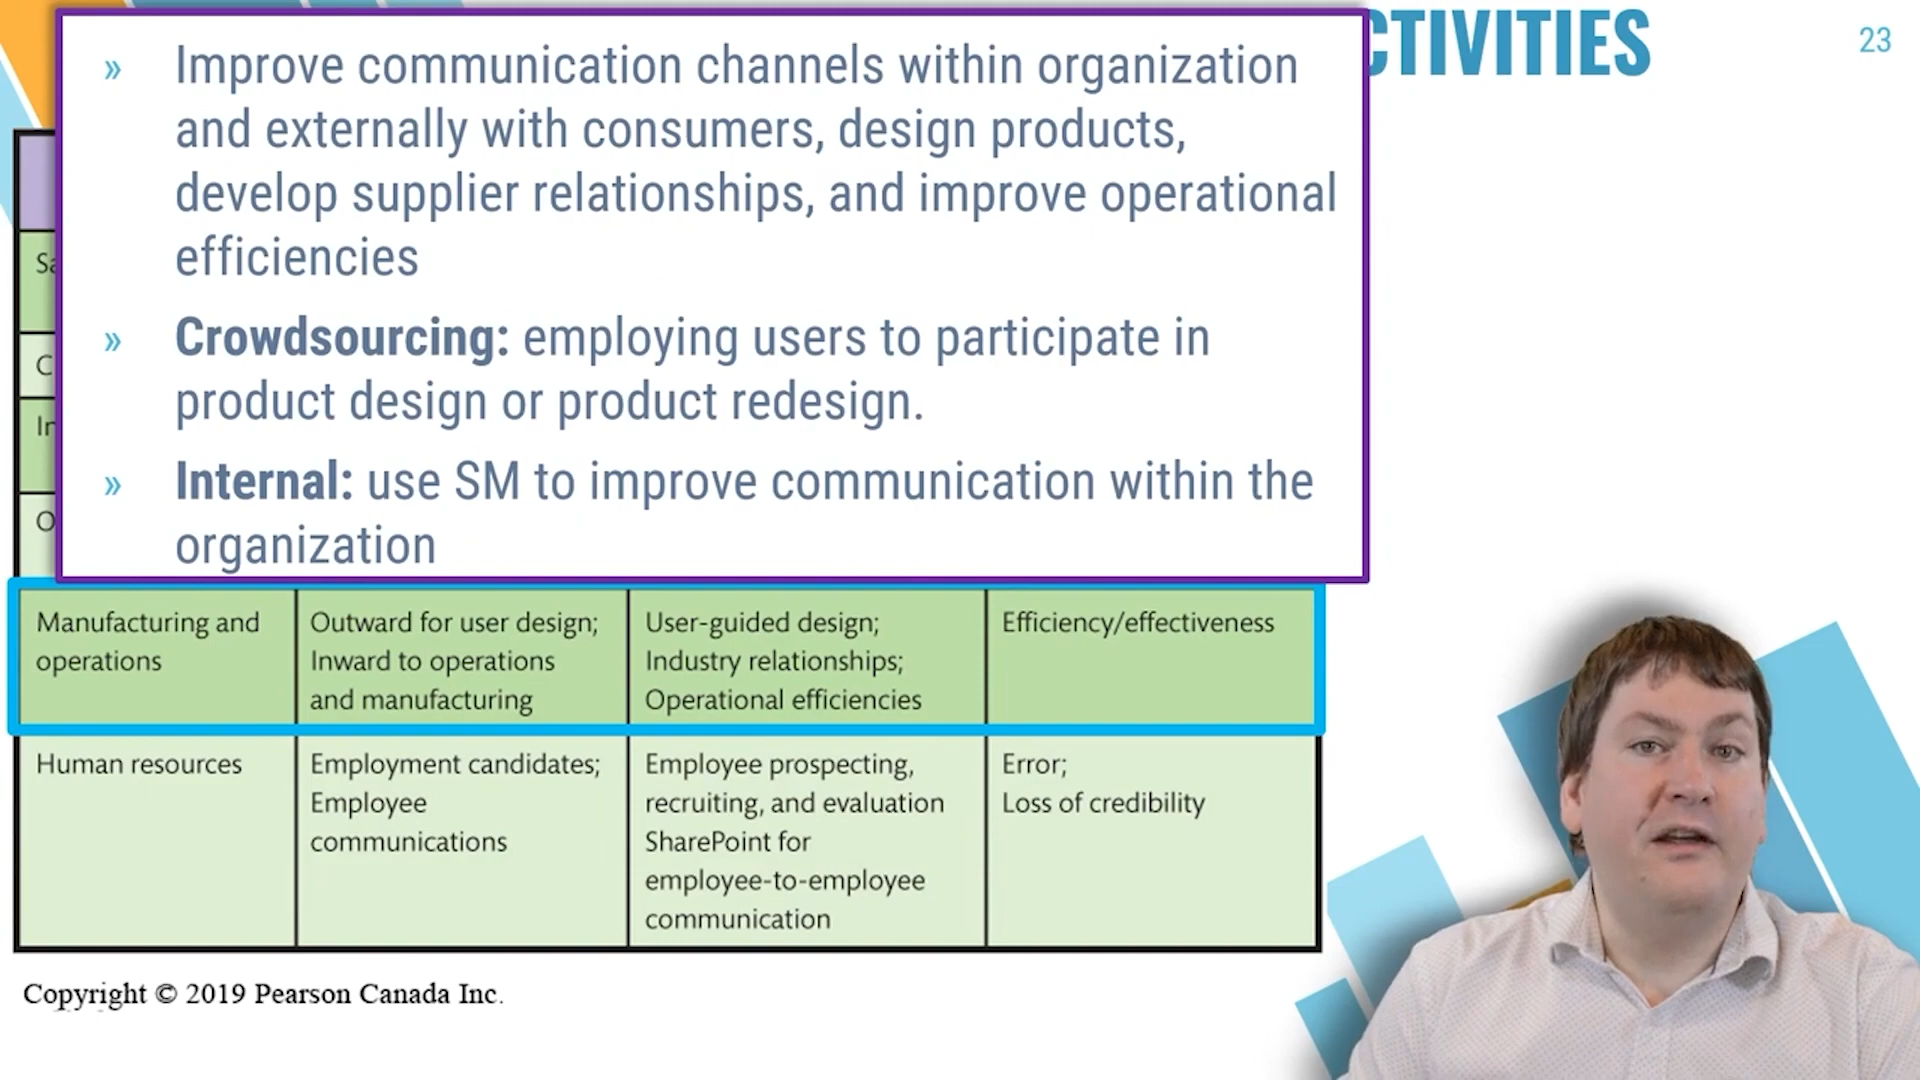 CTIVITIES
23
» Improve communication channels within organization
and externally with consumers, design products,
develop supplier relationships, and improve operational
efficiencies
» Crowdsourcing: employing users to participate in
product design or product redesign.
» Internal: use SM to improve communication within the
organization
Sa
C
In
O
Manufacturing and
operations
Outward for user design;
Inward to operations
and manufacturing
User-guided design;
Industry relationships;
Operational efficiencies
Efficiency/effectiveness
Human resources
Employment candidates;
Employee
communications
Employee prospecting,
recruiting, and evaluation
SharePoint for
employee-to-employee
communication
Error;
Loss of credibility
Copyright © 2019 Pearson Canada Inc.